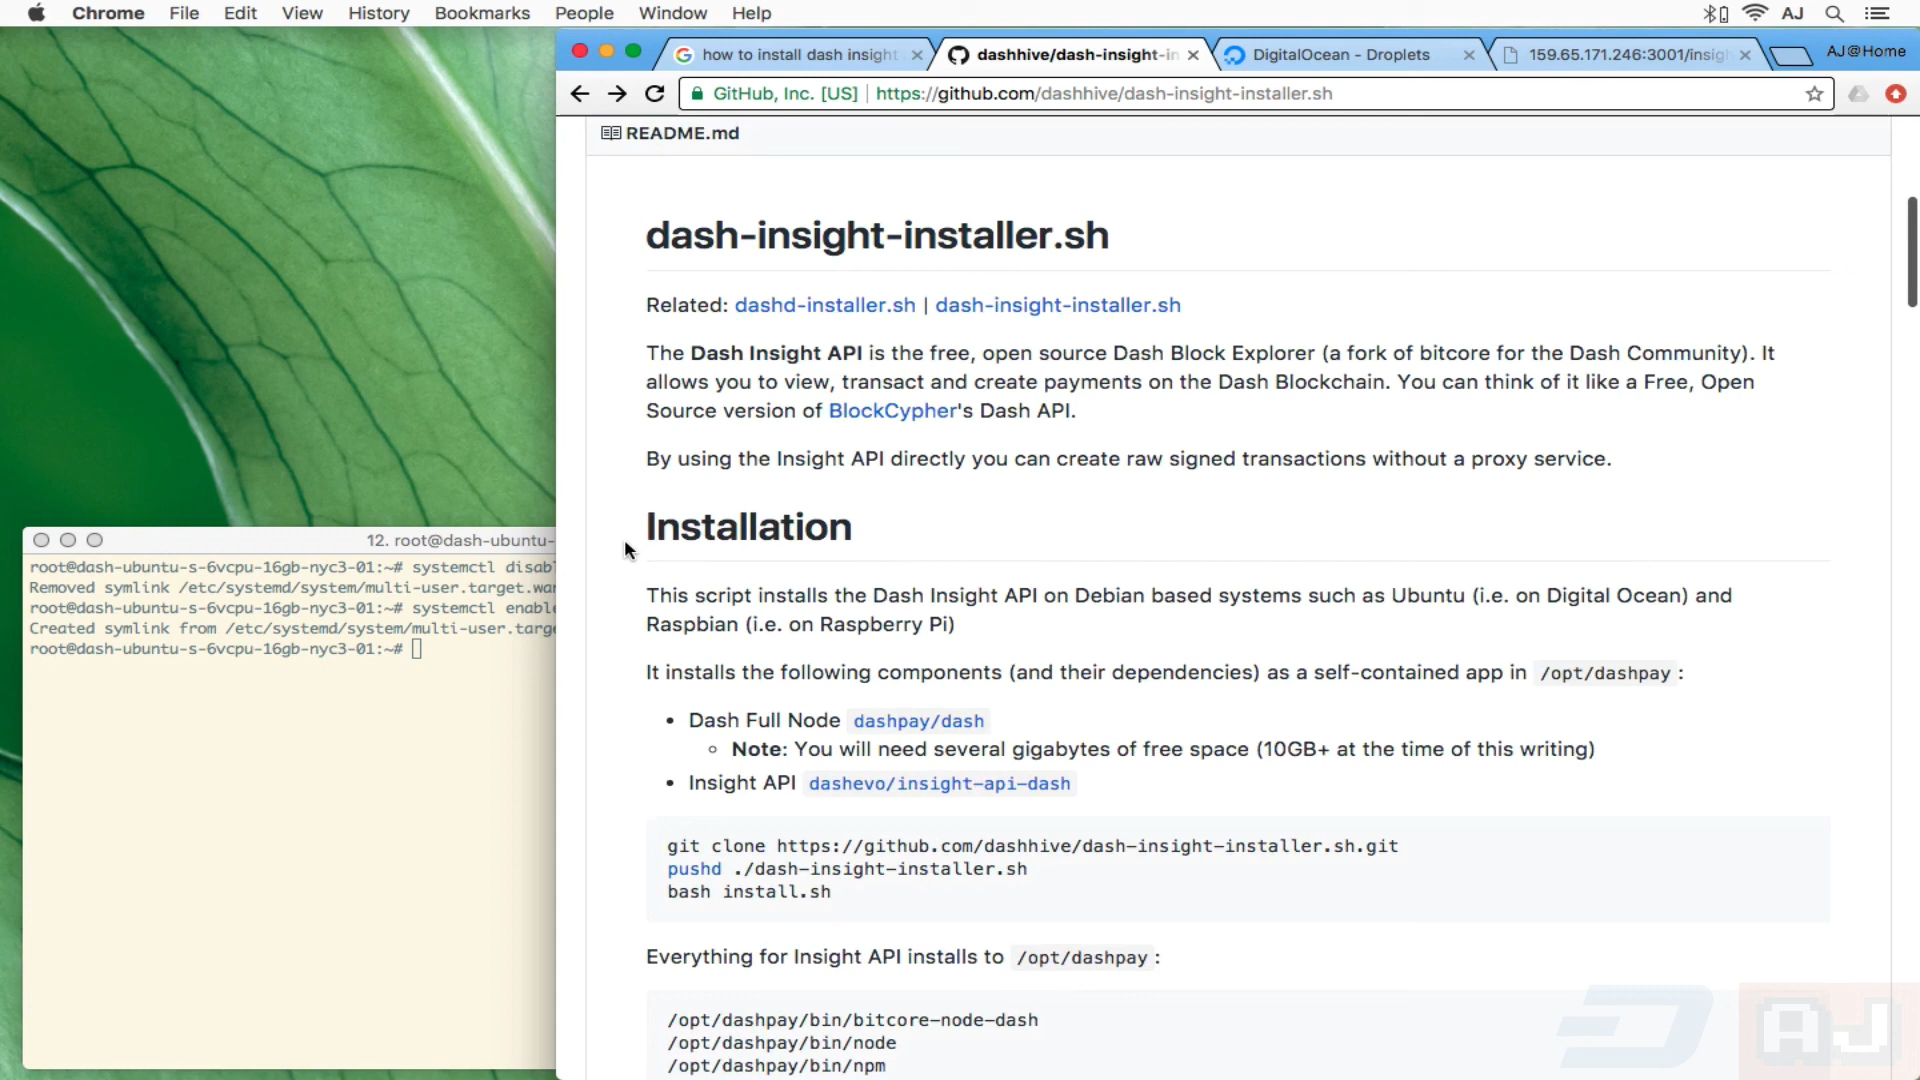 Chrome File Edit View History Bookmarks People Window Help AJ
how to install dash insight
dashhive/dash-insight-in
DigitalOcean - Droplets
159.65.171.246:3001/insig
AJ@Home
GitHub, Inc. [US] https://github.com/dashhive/dash-insight-installer.sh
README.md
dash-insight-installer.sh
Related: dashd-installer.sh | dash-insight-installer.sh
The Dash Insight API is the free, open source Dash Block Explorer (a fork of bitcore for the Dash Community). It
allows you to view, transact and create payments on the Dash Blockchain. You can think of it like a Free, Open
Source version of BlockCypher's Dash API.
By using the Insight API directly you can create raw signed transactions without a proxy service.
Installation
This script installs the Dash Insight API on Debian based systems such as Ubuntu (i.e. on Digital Ocean) and
Raspbian (i.e. on Raspberry Pi)
It installs the following components (and their dependencies) as a self-contained app in /opt/dashpay :
• Dash Full Node dashpay/dash
◦ Note: You will need several gigabytes of free space (10GB+ at the time of this writing)
• Insight API dashevo/insight-api-dash
git clone https://github.com/dashhive/dash-insight-installer.sh.git
pushd ./dash-insight-installer.sh
bash install.sh
Everything for Insight API installs to /opt/dashpay :
/opt/dashpay/bin/bitcore-node-dash
/opt/dashpay/bin/node
/opt/dashpay/bin/npm
12. root@dash-ubuntu-
root@dash-ubuntu-s-6vcpu-16gb-nyc3-01:~# systemctl disab
Removed symlink /etc/systemd/system/multi-user.target.wa
root@dash-ubuntu-s-6vcpu-16gb-nyc3-01:~# systemctl enable
Created symlink from /etc/systemd/system/multi-user.targe
root@dash-ubuntu-s-6vcpu-16gb-nyc3-01:~#
AJ